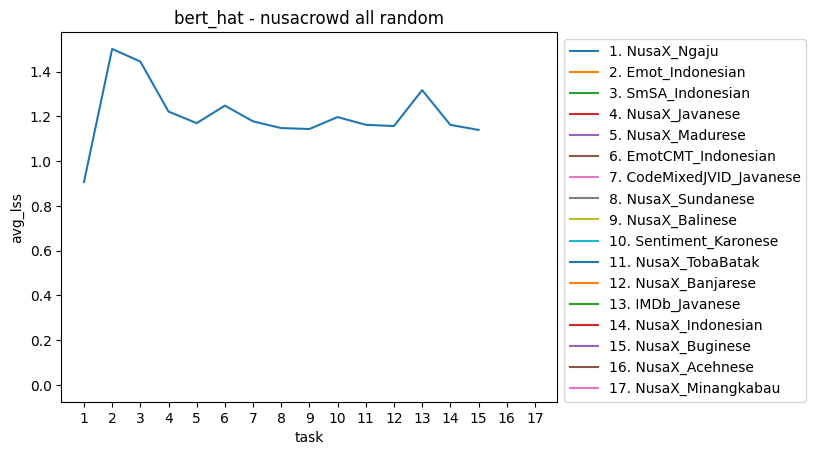 bert_hat - nusacrowd all random
avg_lss
1.4
1.2
1.0
0.8
0.6
0.4
0.2
0.0
1 2 3 4 5 6 7 8 9 10 11 12 13 14 15 16 17
task
1. NusaX_Ngaju
2. Emot_Indonesian
3. SmSA_Indonesian
4. NusaX_Javanese
5. NusaX_Madurese
6. EmotCMT_Indonesian
7. CodeMixedJVID_Javanese
8. NusaX_Sundanese
9. NusaX_Balinese
10. Sentiment_Karonese
11. NusaX_TobaBatak
12. NusaX_Banjarese
13. IMDb_Javanese
14. NusaX_Indonesian
15. NusaX_Buginese
16. NusaX_Acehnese
17. NusaX_Minangkabau